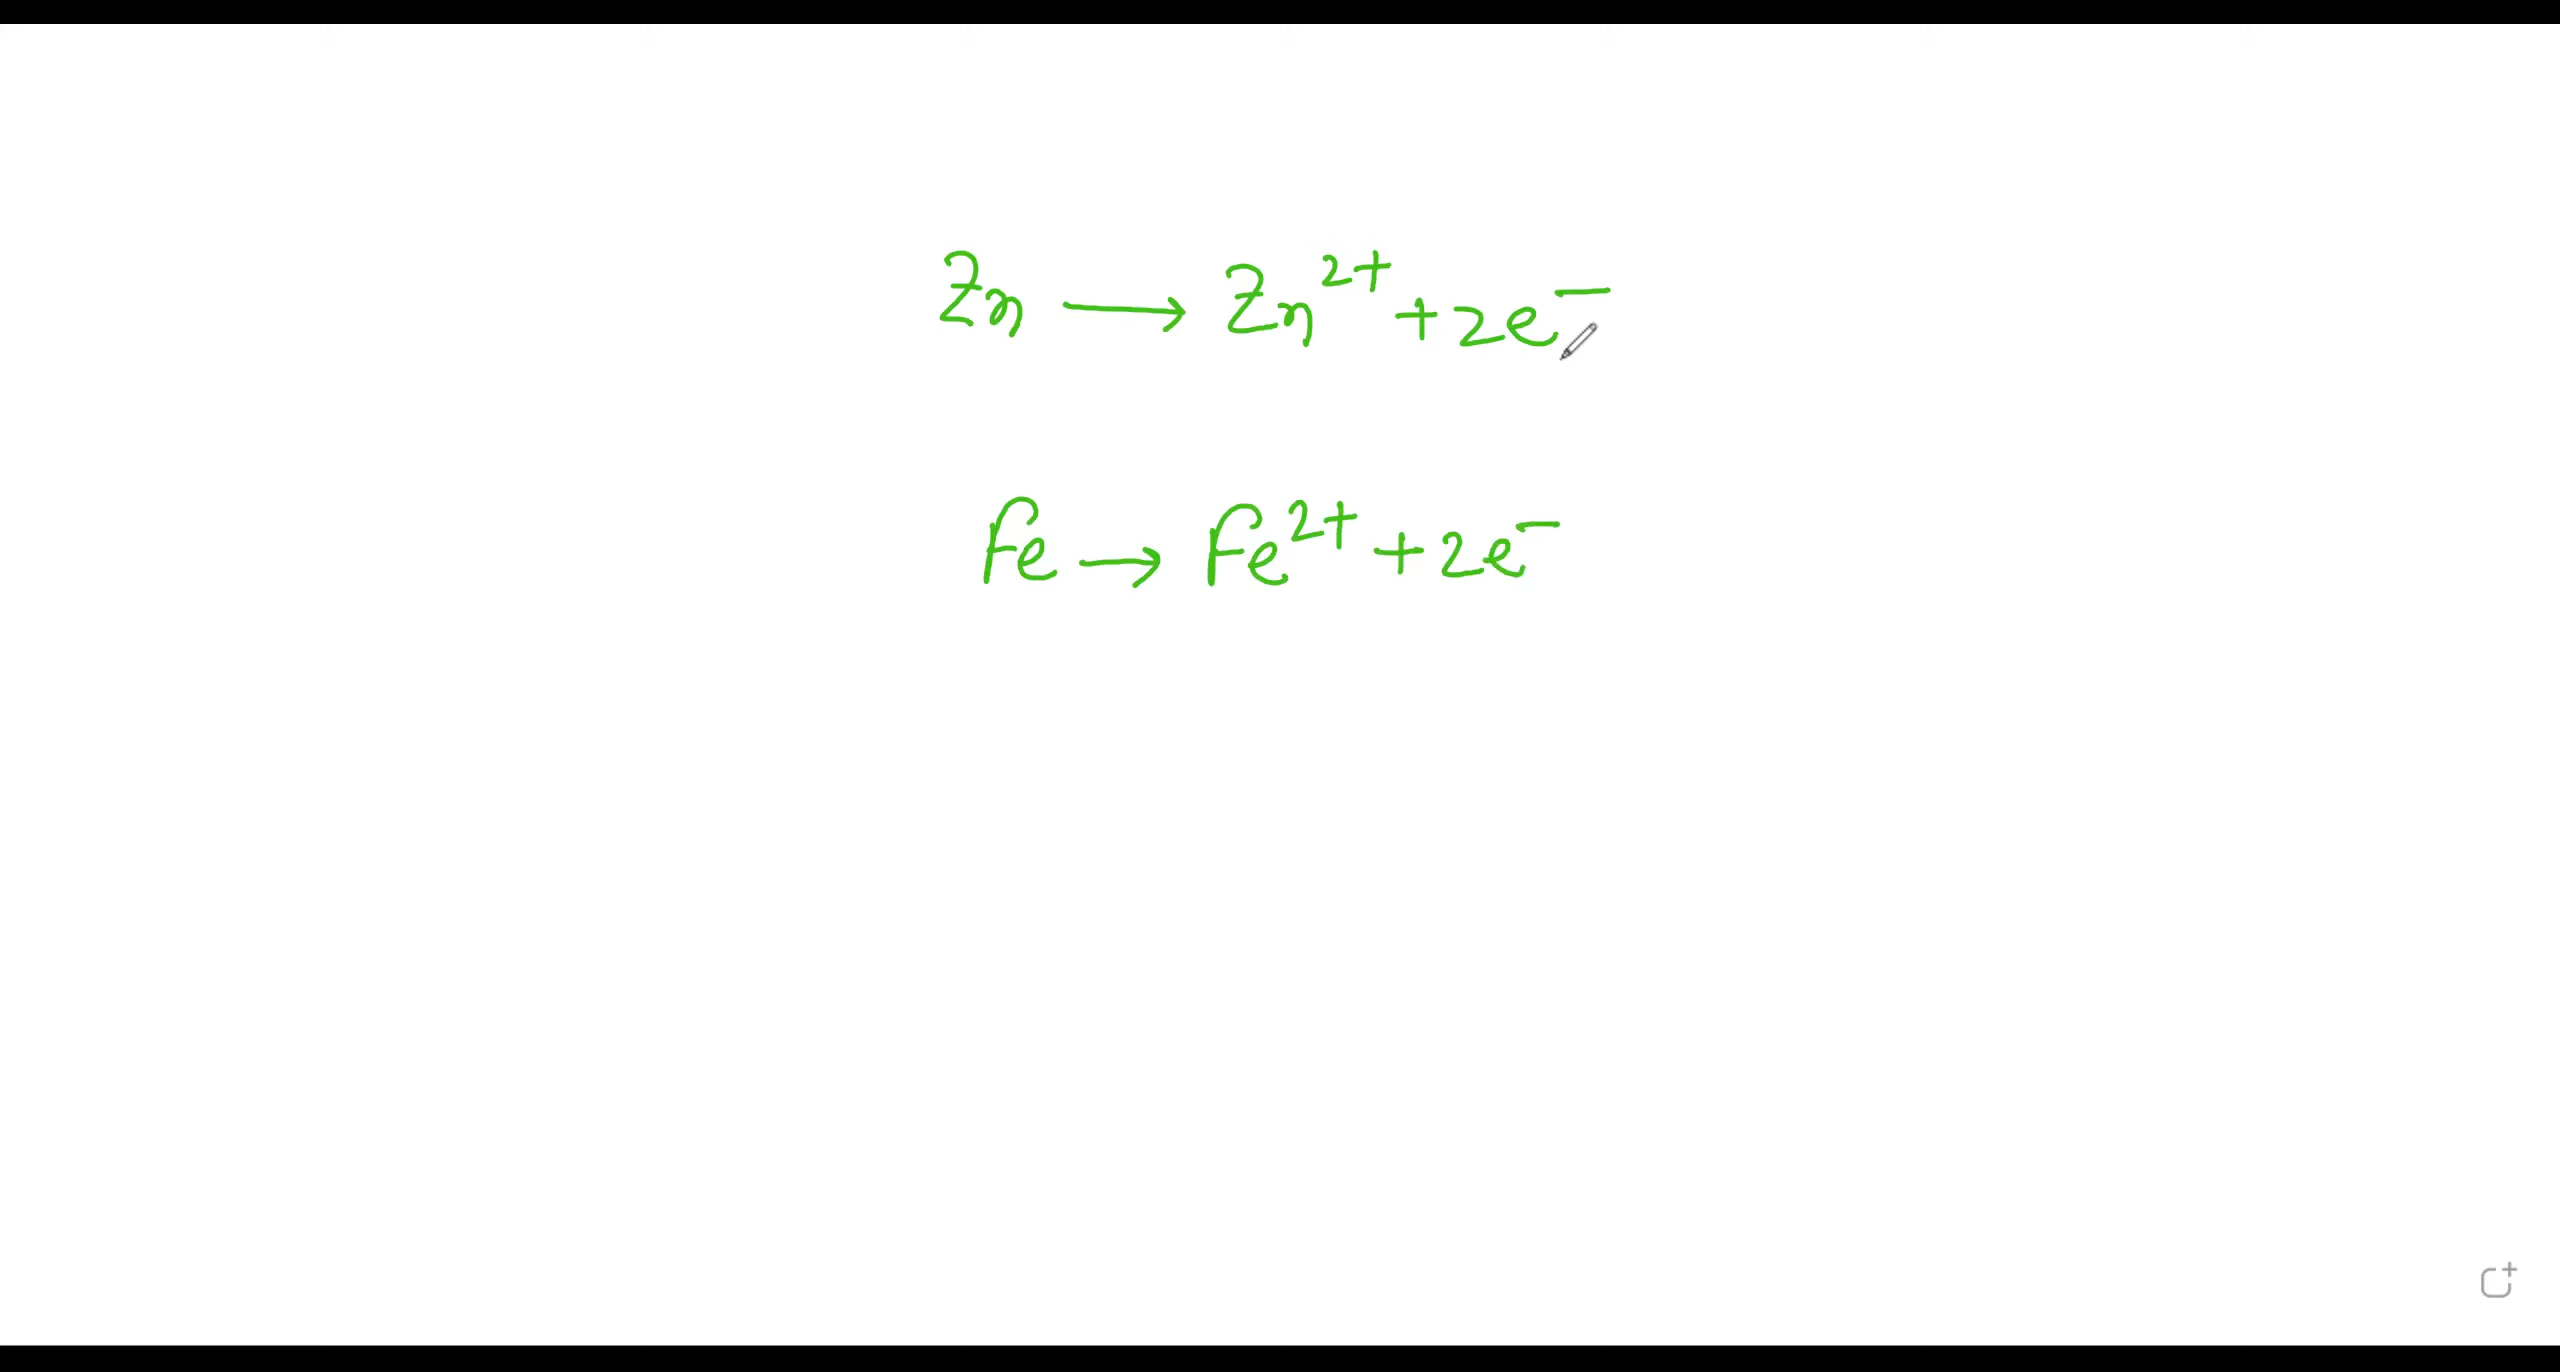 Zn → Zn²⁺ + 2e⁻
Fe → Fe²⁺ + 2e⁻